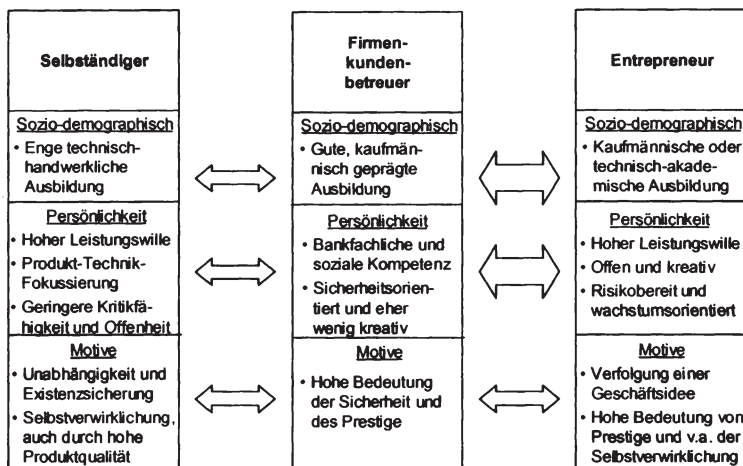 Selbständiger
Firmen-
kunden-
betreuer
Entrepreneur
Sozio-demographisch
• Enge technisch-
handwerkliche
Ausbildung
Sozio-demographisch
• Gute, kaufmän-
nisch geprägte
Ausbildung
Sozio-demographisch
• Kaufmännische oder
technisch-akade-
mische Ausbildung
Persönlichkeit
• Hoher Leistungswille
• Produkt-Technik-
Fokussierung
• Geringere Kritikfä-
higkeit und Offenheit
Persönlichkeit
• Bankfachliche und
soziale Kompetenz
• Sicherheitsorien-
tiert und eher
wenig kreativ
Persönlichkeit
• Hoher Leistungswille
• Offen und kreativ
• Risikobereit und
wachstumsorientiert
Motive
• Unabhängigkeit und
Existenzsicherung
• Selbstverwirklichung,
auch durch hohe
Produktqualität
Motive
• Hohe Bedeutung
der Sicherheit und
des Prestige
Motive
• Verfolgung einer
Geschäftsidee
• Hohe Bedeutung von
Prestige und v.a. der
Selbstverwirklichung